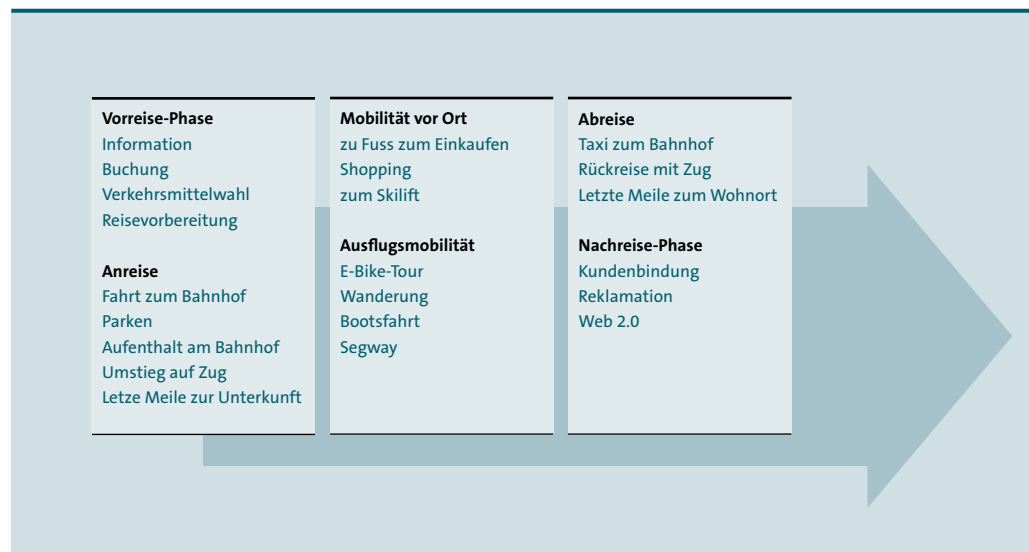 Vorreise-Phase
Information
Buchung
Verkehrsmittelwahl
Reisevorbereitung
Anreise
Fahrt zum Bahnhof
Parken
Aufenthalt am Bahnhof
Umstieg auf Zug
Letze Meile zur Unterkunft
Mobilität vor Ort
zu Fuss zum Einkaufen
Shopping
zum Skilift
Ausflugsmobilität
E-Bike-Tour
Wanderung
Bootsfahrt
Segway
Abreise
Taxi zum Bahnhof
Rückreise mit Zug
Letzte Meile zum Wohnort
Nachreise-Phase
Kundenbindung
Reklamation
Web 2.0